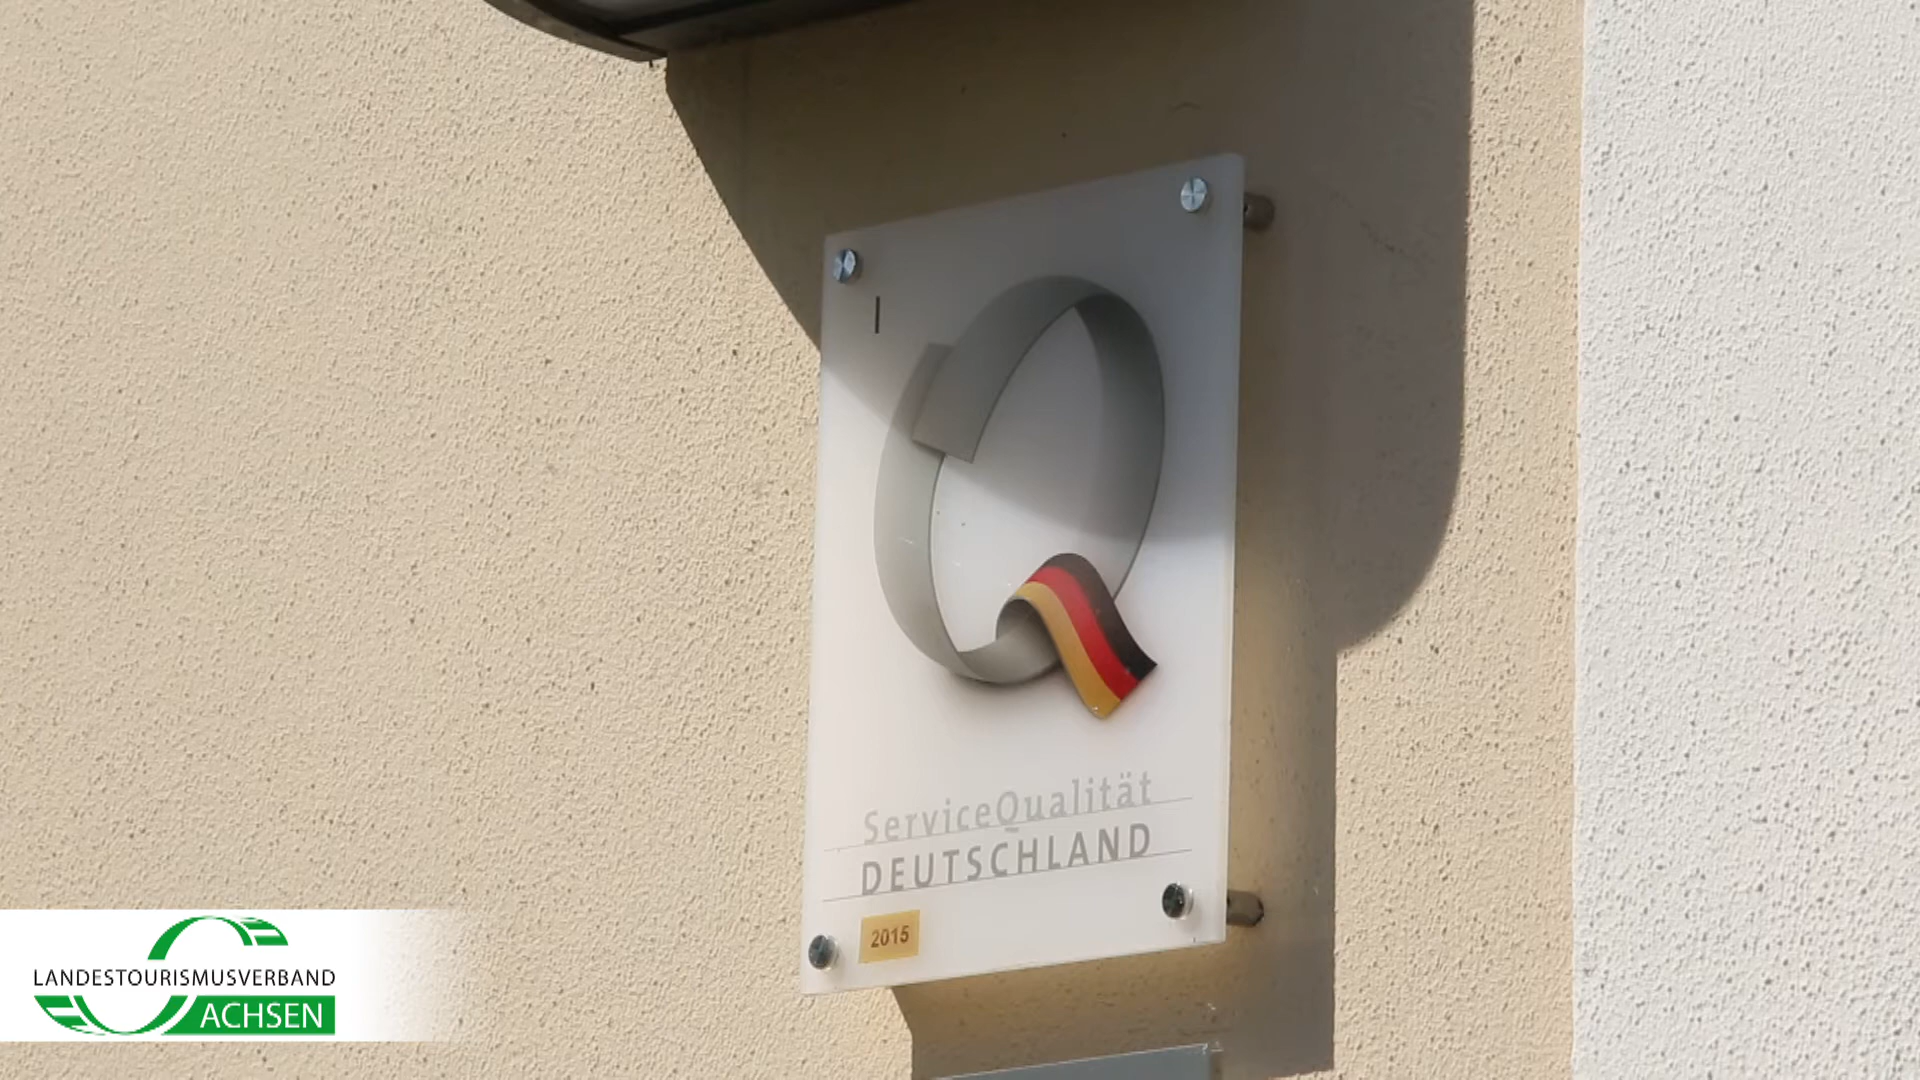 I
Q
ServiceQualität
DEUTSCHLAND
2015
LANDESTOURISMUSVERBAND
SACHSEN